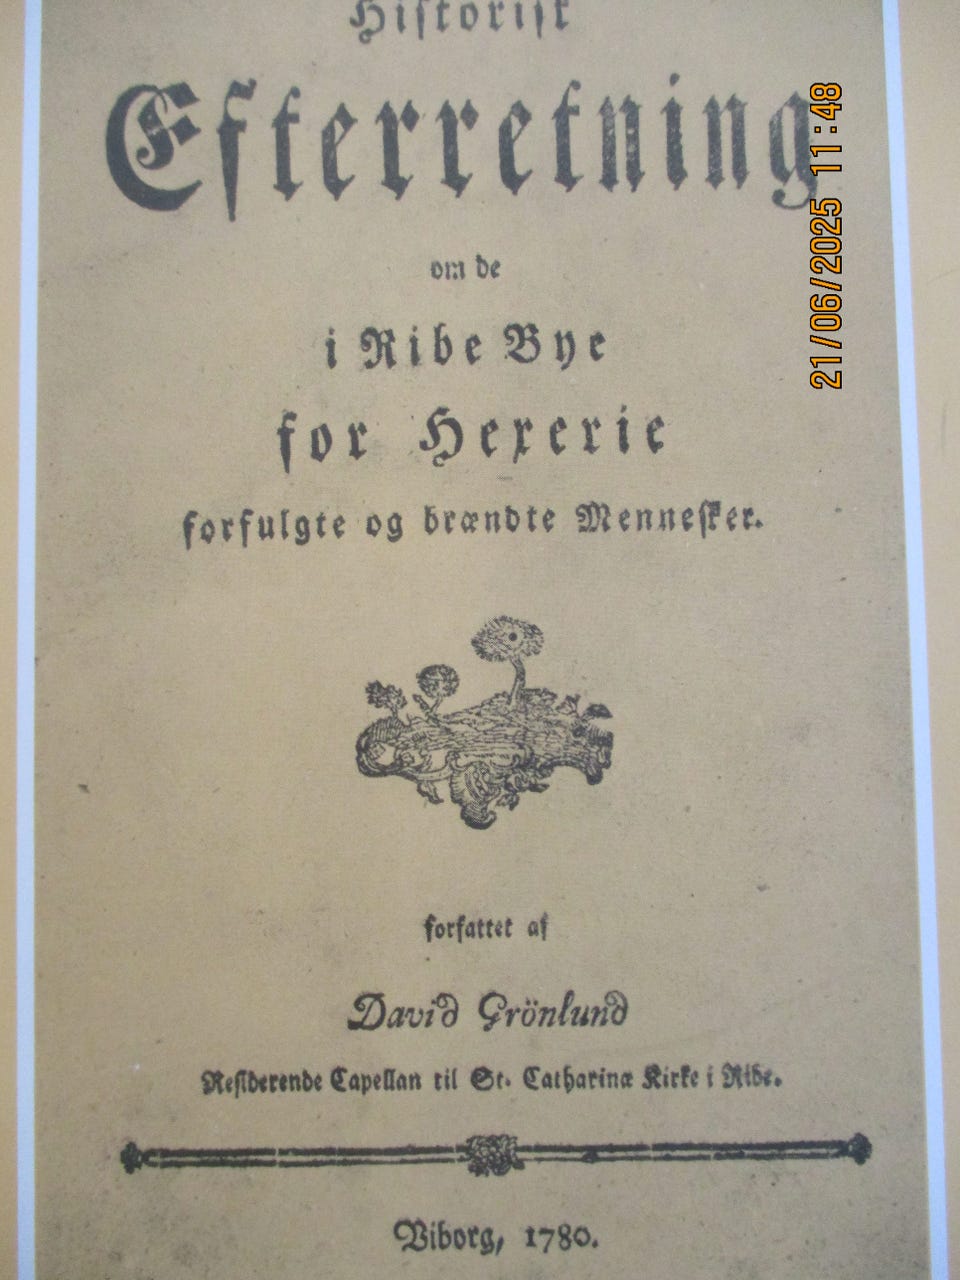 Historisk
Efterretning
om de
i Ribe Bye
for Hexerie
forfulgte og brændte Mennesker.
forfattet af
David Grönlund
Residerende Capellan til St. Catharinæ Kirke i Ribe.
Viborg, 1780.
21/06/2025 11:48